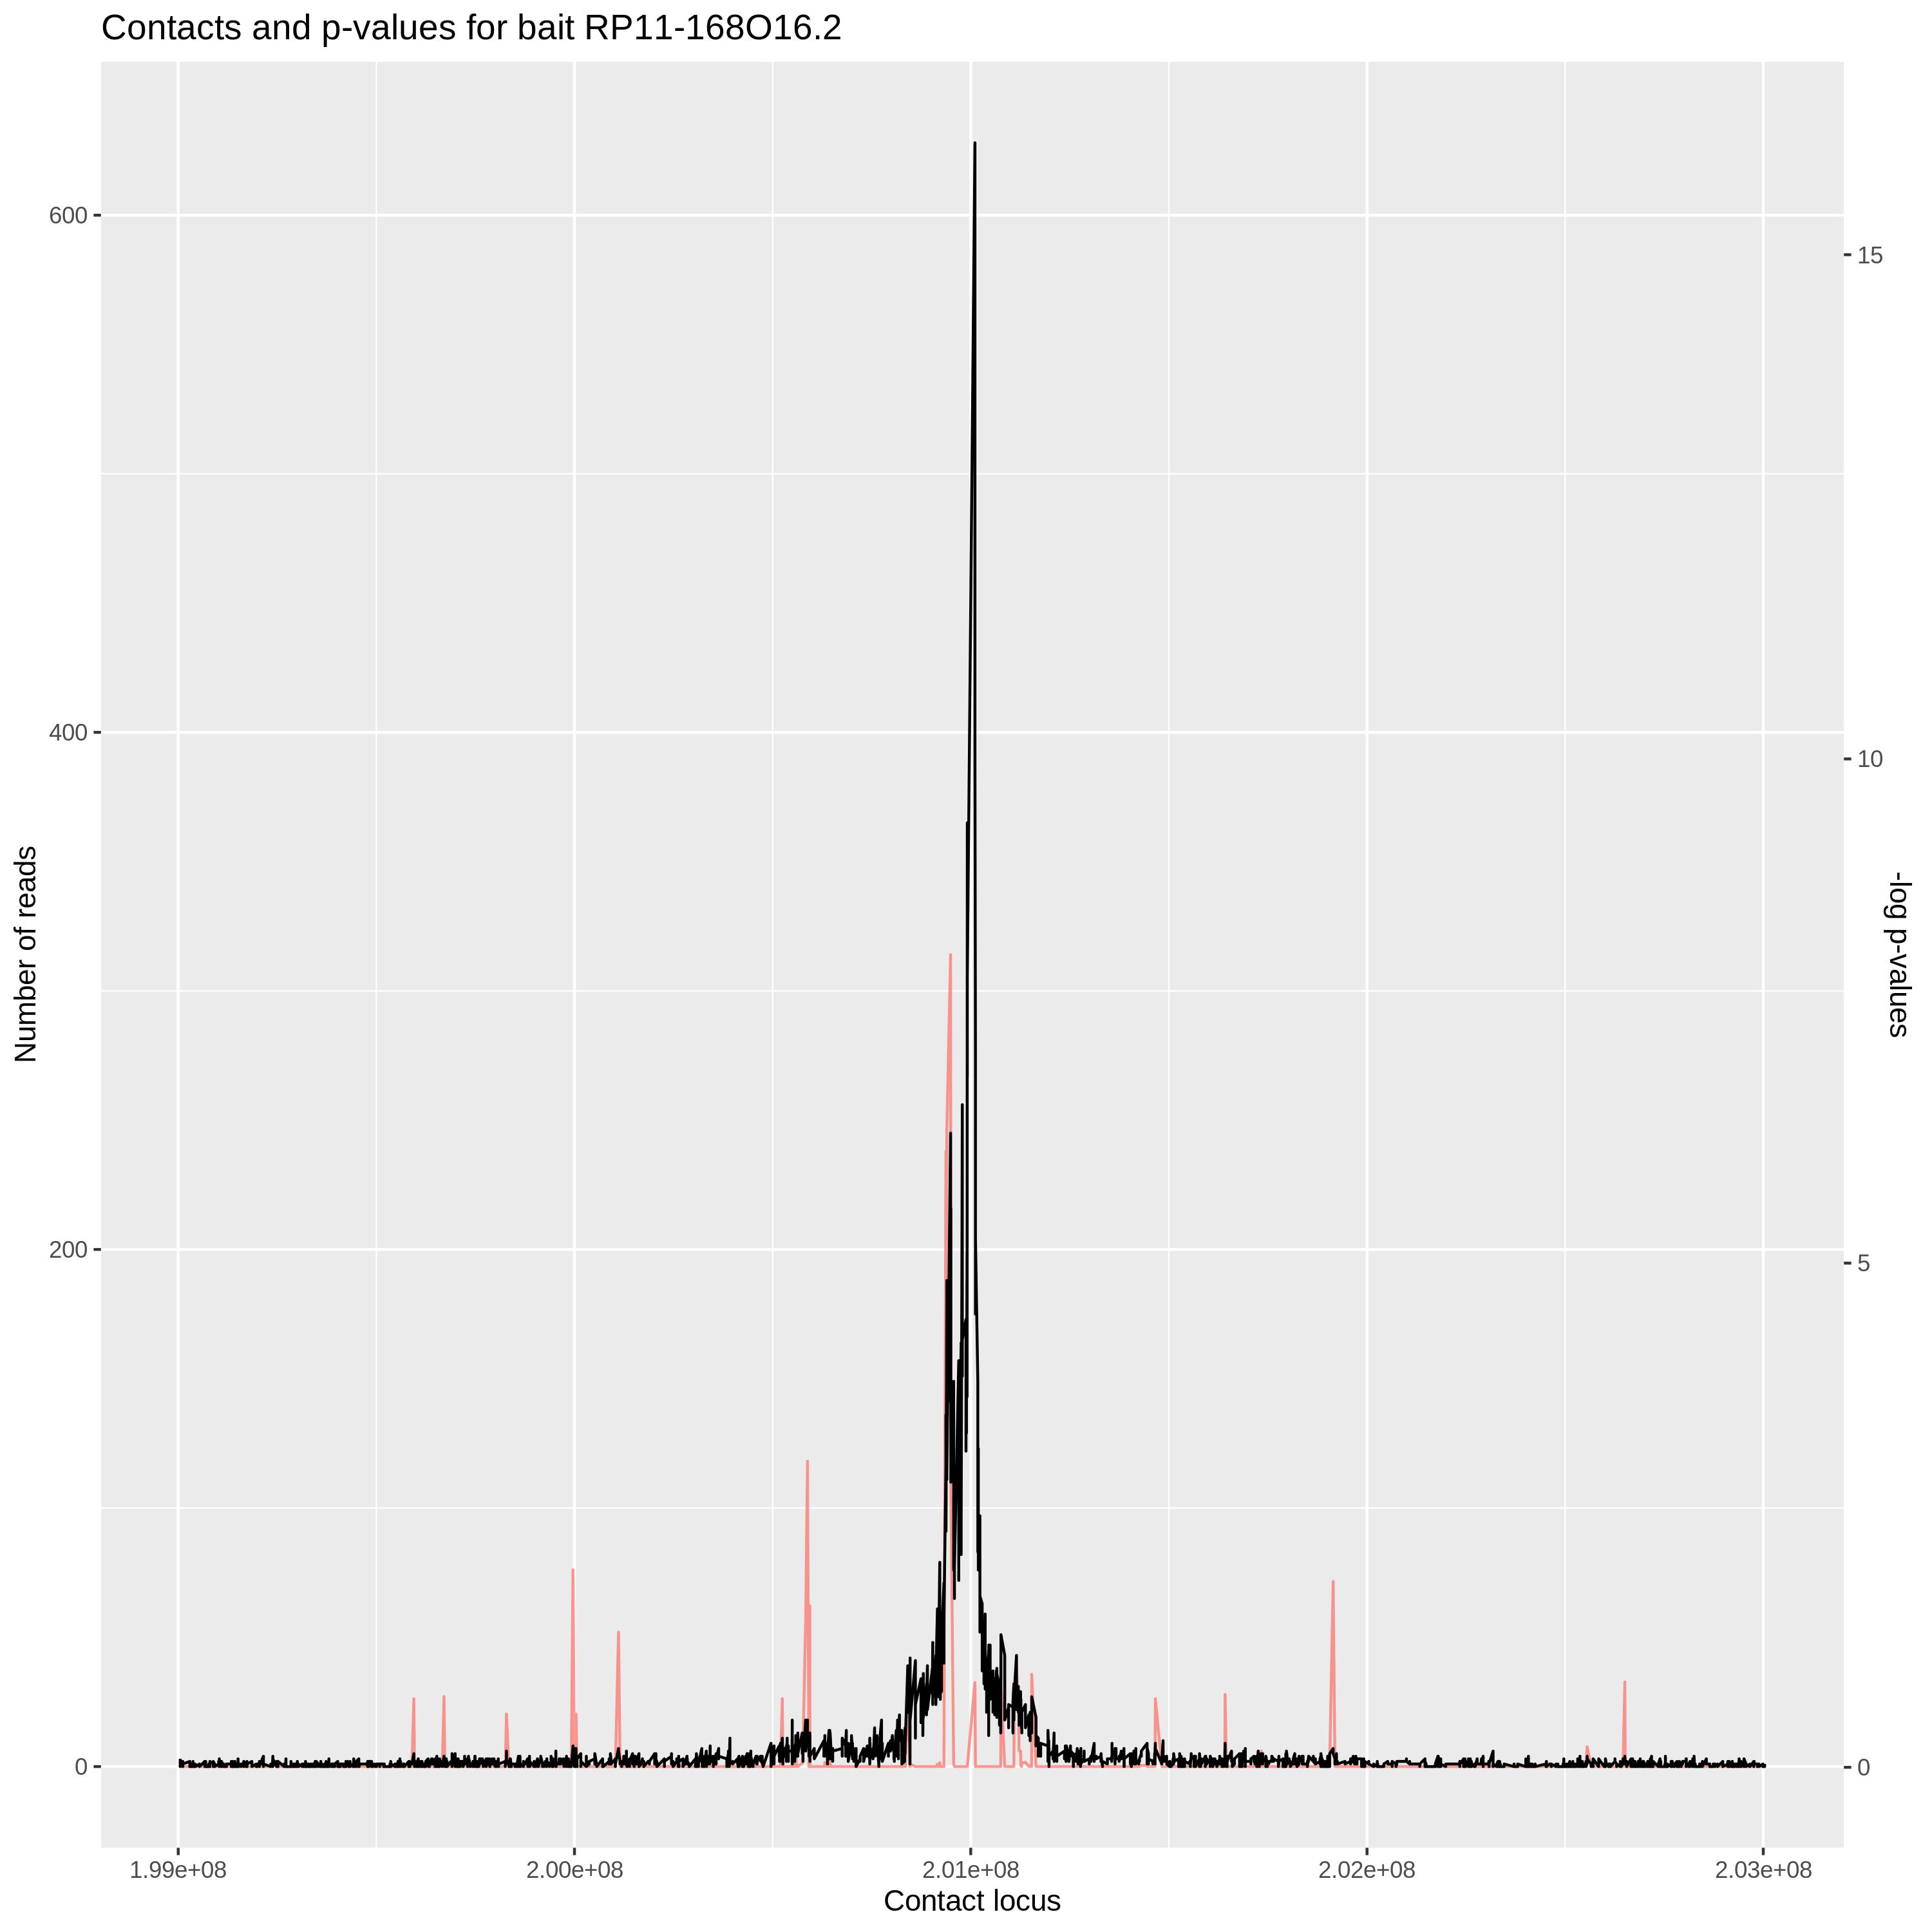 Contacts and p-values for bait RP11-168O16.2
600
400
200
0
Number of reads
15
10
5
0
-log p-values
1.99e+08
2.00e+08
2.01e+08
2.02e+08
2.03e+08
Contact locus